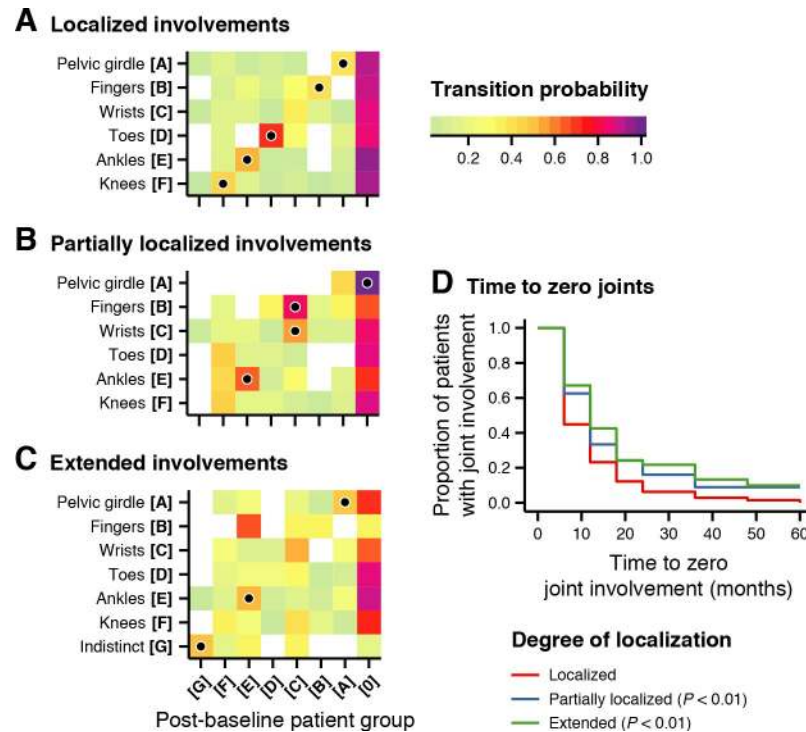 A Localized involvements
Pelvic girdle [A]
Fingers [B]
Wrists [C]
Toes [D]
Ankles [E]
Knees [F]
Transition probability
0.2 0.4 0.6 0.8 1.0
B Partially localized involvements
Pelvic girdle [A]
Fingers [B]
Wrists [C]
Toes [D]
Ankles [E]
Knees [F]
C Extended involvements
Pelvic girdle [A]
Fingers [B]
Wrists [C]
Toes [D]
Ankles [E]
Knees [F]
Indistinct [G]
[G] [F] [E] [D] [C] [B] [A] [0]
Post-baseline patient group
D Time to zero joints
Proportion of patients
with joint involvement
1.0
0.8
0.6
0.4
0.2
0.0
0 10 20 30 40 50 60
Time to zero
joint involvement (months)
Degree of localization
Localized
Partially localized (P < 0.01)
Extended (P < 0.01)